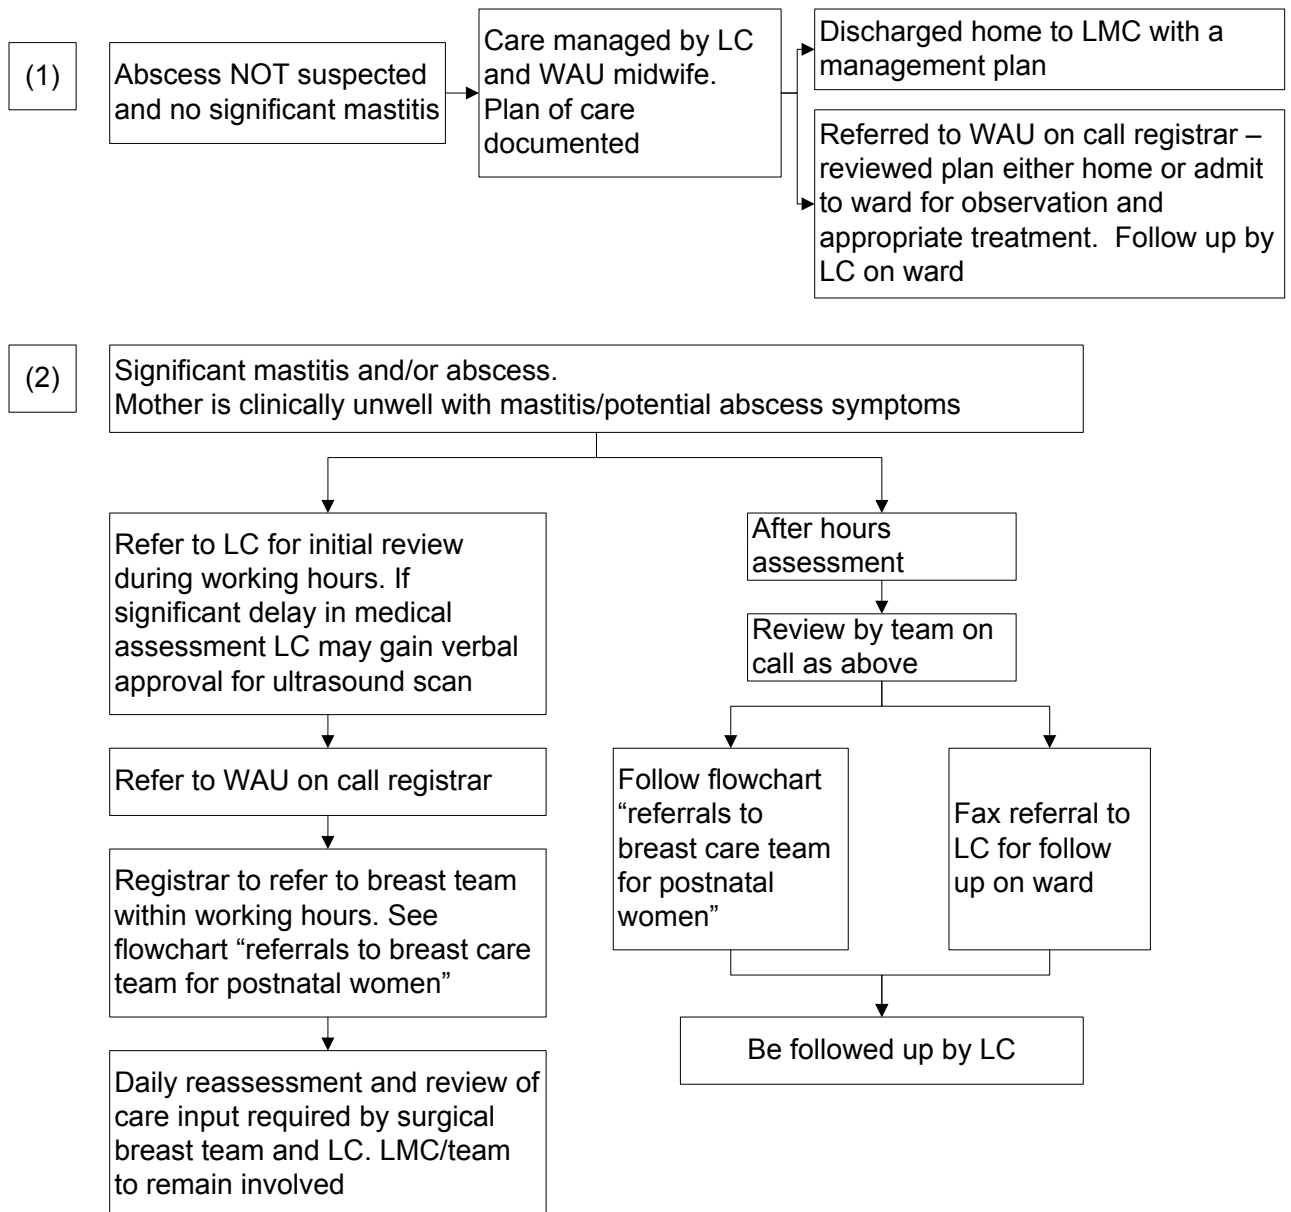 (1)
Abscess NOT suspected
and no significant mastitis
Care managed by LC
and WAU midwife.
Plan of care
documented
Discharged home to LMC with a
management plan
Referred to WAU on call registrar –
reviewed plan either home or admit
to ward for observation and
appropriate treatment.  Follow up by
LC on ward
(2)
Significant mastitis and/or abscess.
Mother is clinically unwell with mastitis/potential abscess symptoms
Refer to LC for initial review
during working hours. If
significant delay in medical
assessment LC may gain verbal
approval for ultrasound scan
Refer to WAU on call registrar
Registrar to refer to breast team
within working hours. See
flowchart “referrals to breast care
team for postnatal women”
Daily reassessment and review of
care input required by surgical
breast team and LC. LMC/team
to remain involved
After hours
assessment
Review by team on
call as above
Follow flowchart
“referrals to
breast care team
for postnatal
women”
Fax referral to
LC for follow
up on ward
Be followed up by LC